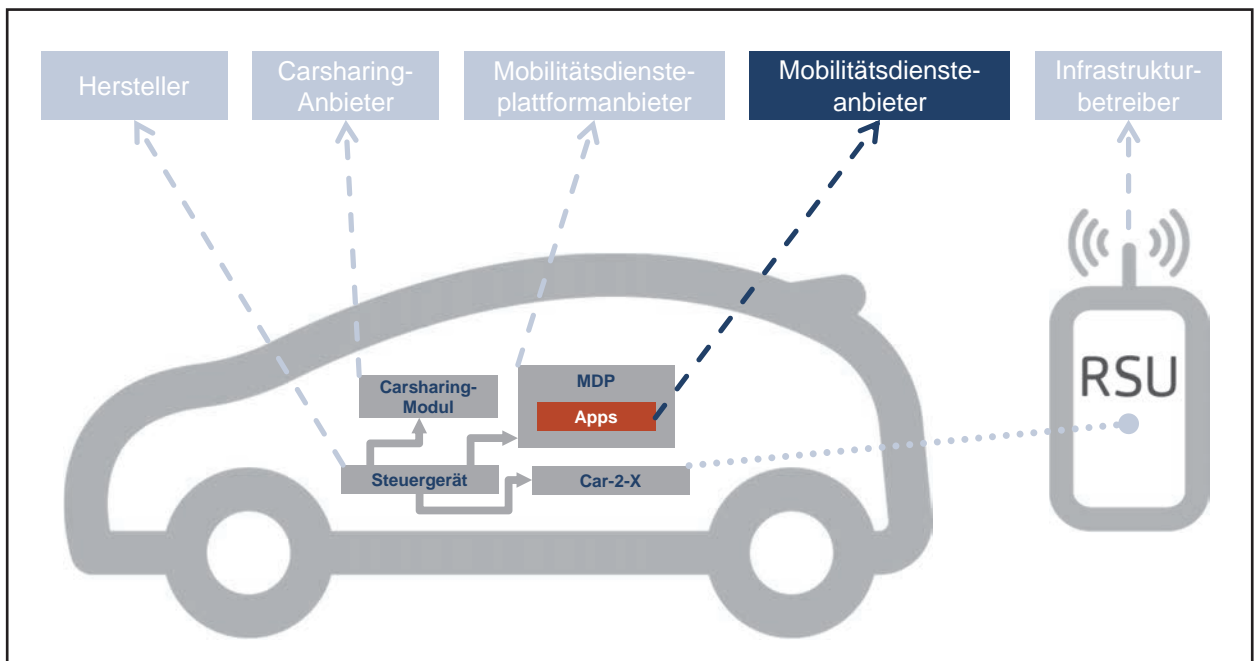 Hersteller
Carsharing-
Anbieter
Mobilitätsdienste-
plattformanbieter
Mobilitätsdienste-
anbieter
Infrastruktur-
betreiber
Carsharing-
Modul
MDP
Apps
Steuergerät
Car-2-X
RSU